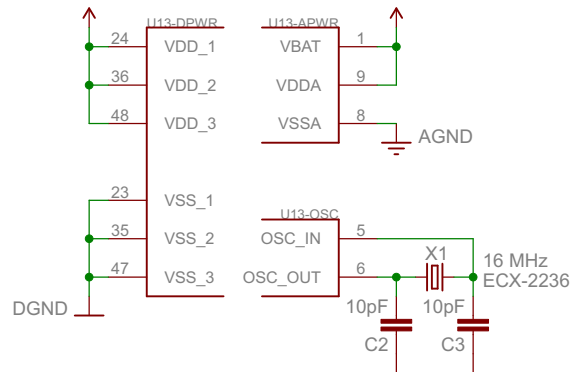 U13-DPWR
24 VDD_1
36 VDD_2
48 VDD_3
23 VSS_1
35 VSS_2
47 VSS_3
DGND
U13-APWR
VBAT 1
VDDA 9
VSSA 8
AGND
U13-OSC
OSC_IN 5
OSC_OUT 6
X1
16 MHz
ECX-2236
10pF
C2
10pF
C3